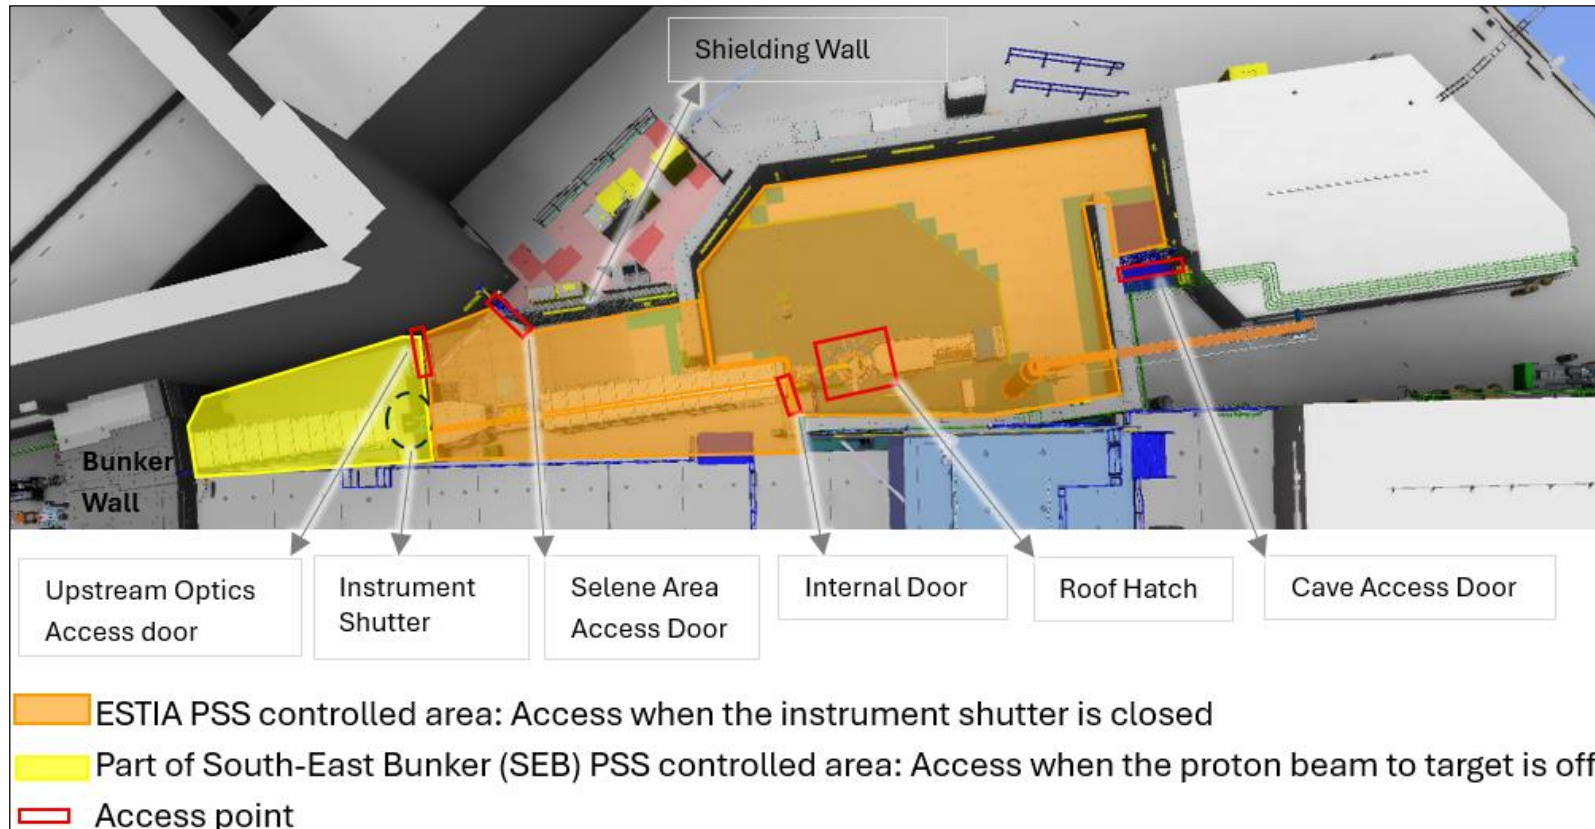 Shielding Wall
Bunker
Wall
Upstream Optics
Access door
Instrument
Shutter
Selene Area
Access Door
Internal Door
Roof Hatch
Cave Access Door
ESTIA PSS controlled area: Access when the instrument shutter is closed
Part of South-East Bunker (SEB) PSS controlled area: Access when the proton beam to target is off
Access point